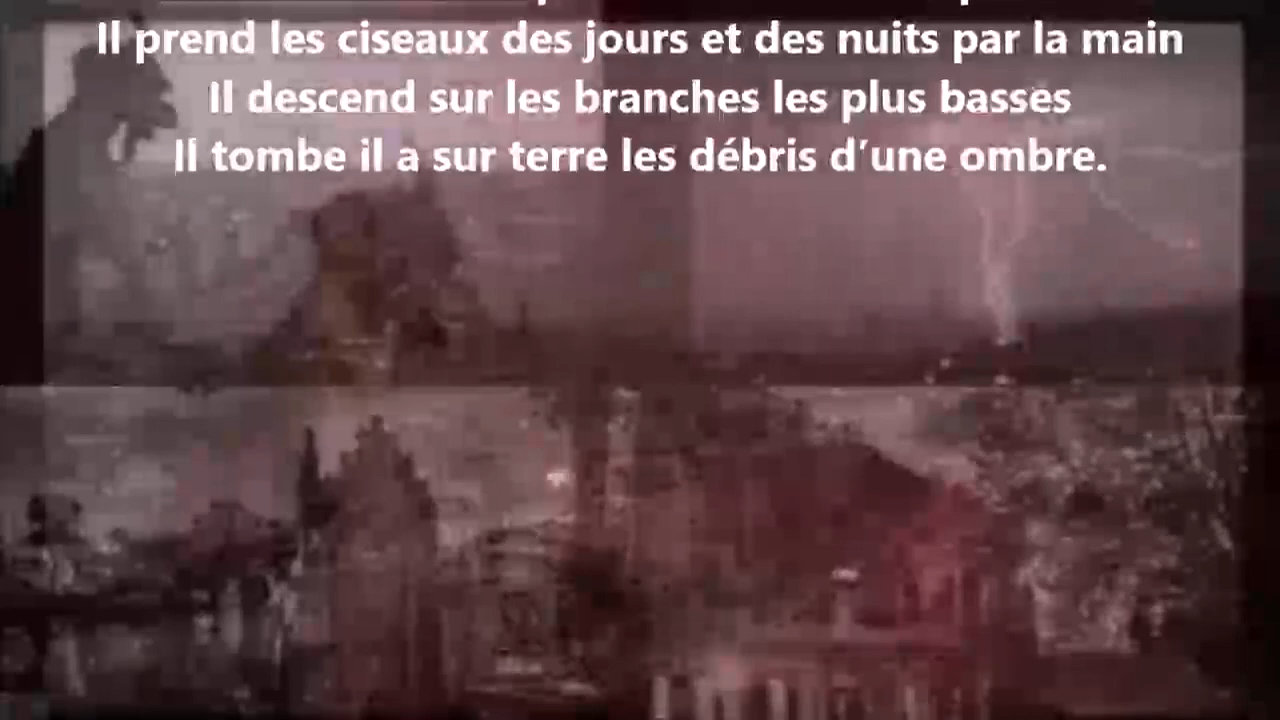 Il prend les ciseaux des jours et des nuits par la main
Il descend sur les branches les plus basses
Il tombe il a sur terre les débris d’une ombre.